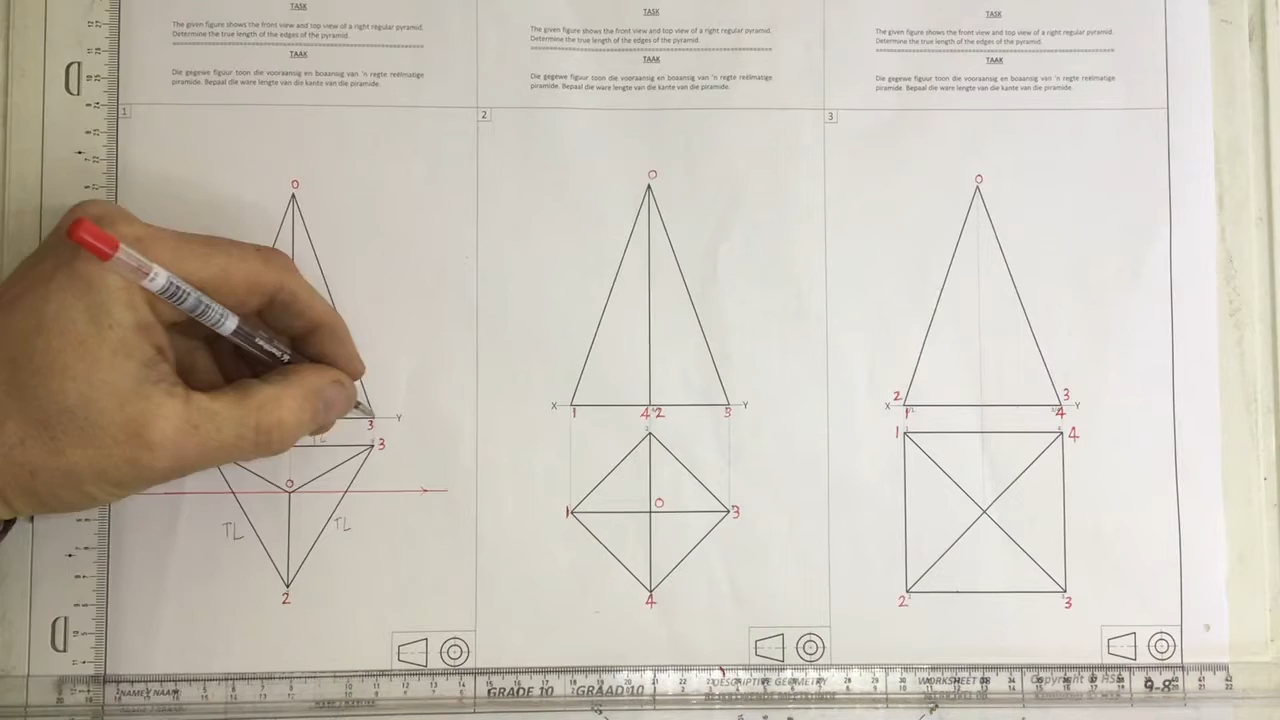 TASK
The given figure shows the front view and top view of a right regular pyramid.
Determine the true length of the edges of the pyramid.
TAAK
Die gegewe figuur toon die vooraansig en boaansig van 'n regte reëlmatige
piramide. Bepaal die ware lengte van die kante van die piramide.
1
O
3
Y
TL
3
O
TL
TL
2
TASK
The given figure shows the front view and top view of a right regular pyramid.
Determine the true length of the edges of the pyramid.
TAAK
Die gegewe figuur toon die vooraansig en boaansig van 'n regte reëlmatige
piramide. Bepaal die ware lengte van die kante van die piramide.
2
O
X
Y
1
4
2
3
1
O
3
4
TASK
The given figure shows the front view and top view of a right regular pyramid.
Determine the true length of the edges of the pyramid.
TAAK
Die gegewe figuur toon die vooraansig en boaansig van 'n regte reëlmatige
piramide. Bepaal die ware lengte van die kante van die piramide.
3
O
2
3
X
Y
1
4
1
4
2
3
NAME / NAAM:
GRADE 10
GRAAD 10
DESCRIPTIVE GEOMETRY
WORKSHEET 08
Copyright © ASE
9-8